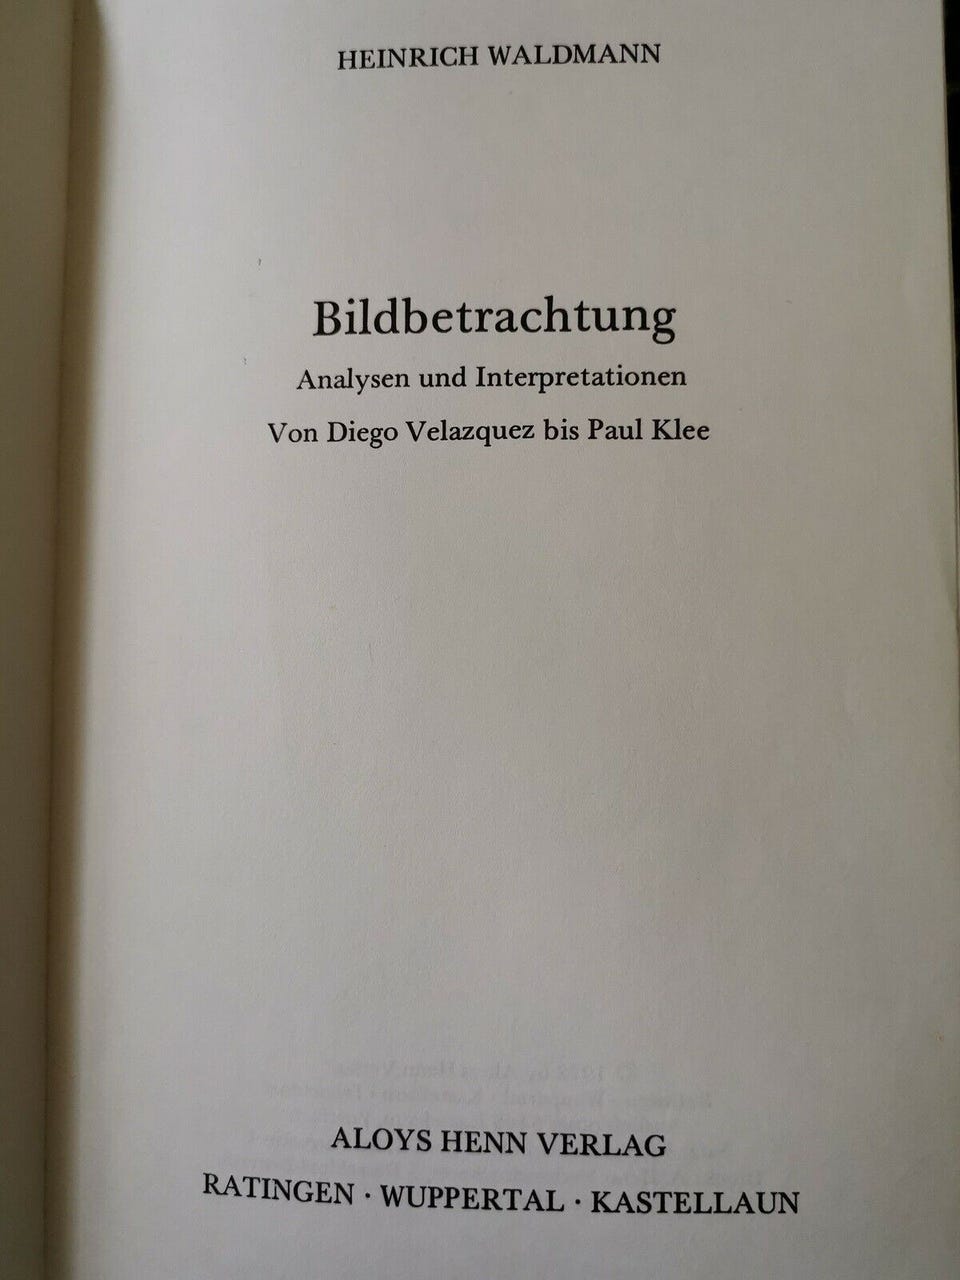 HEINRICH WALDMANN
Bildbetrachtung
Analysen und Interpretationen
Von Diego Velazquez bis Paul Klee
ALOYS HENN VERLAG
RATINGEN · WUPPERTAL · KASTELLAUN